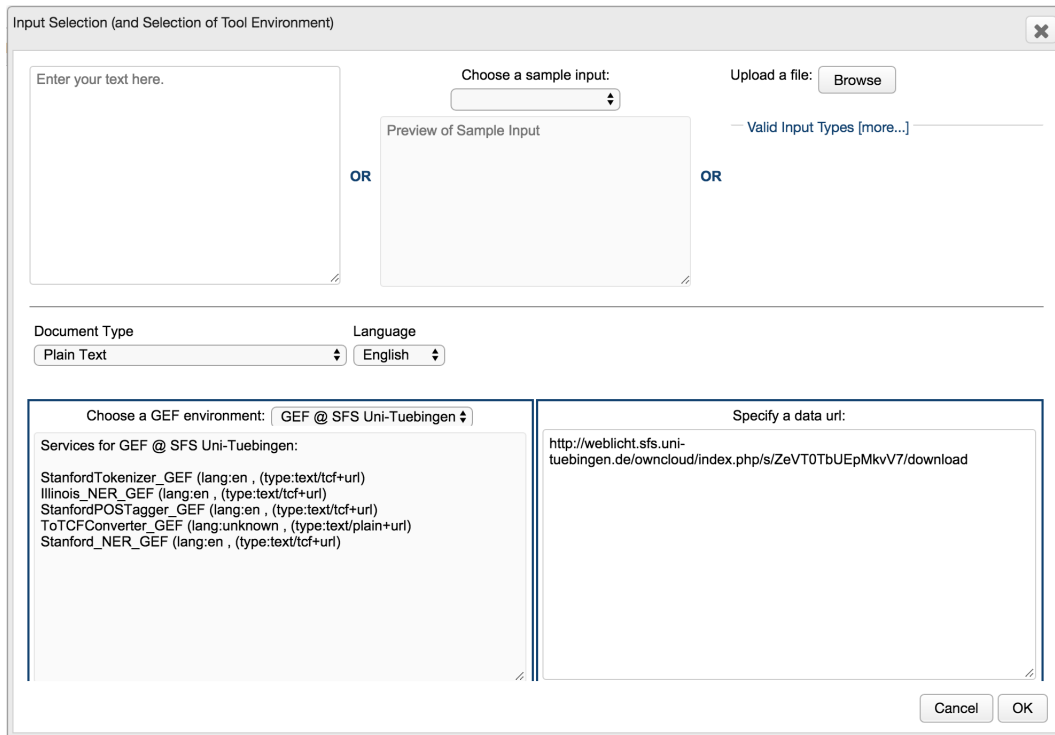 Input Selection (and Selection of Tool Environment)
Enter your text here.
OR
Choose a sample input:
Preview of Sample Input
OR
Upload a file:
Browse
Valid Input Types [more...]
Document Type
Plain Text
Language
English
Choose a GEF environment:
GEF @ SFS Uni-Tuebingen
Services for GEF @ SFS Uni-Tuebingen:
StanfordTokenizer_GEF (lang:en , (type:text/tcf+url)
Illinois_NER_GEF (lang:en , (type:text/tcf+url)
StanfordPOSTagger_GEF (lang:en , (type:text/tcf+url)
ToTCFConverter_GEF (lang:unknown , (type:text/plain+url)
Stanford_NER_GEF (lang:en , (type:text/tcf+url)
Specify a data url:
http://weblicht.sfs.uni-
tuebingen.de/owncloud/index.php/s/ZeVT0TbUEpMkvV7/download
Cancel
OK